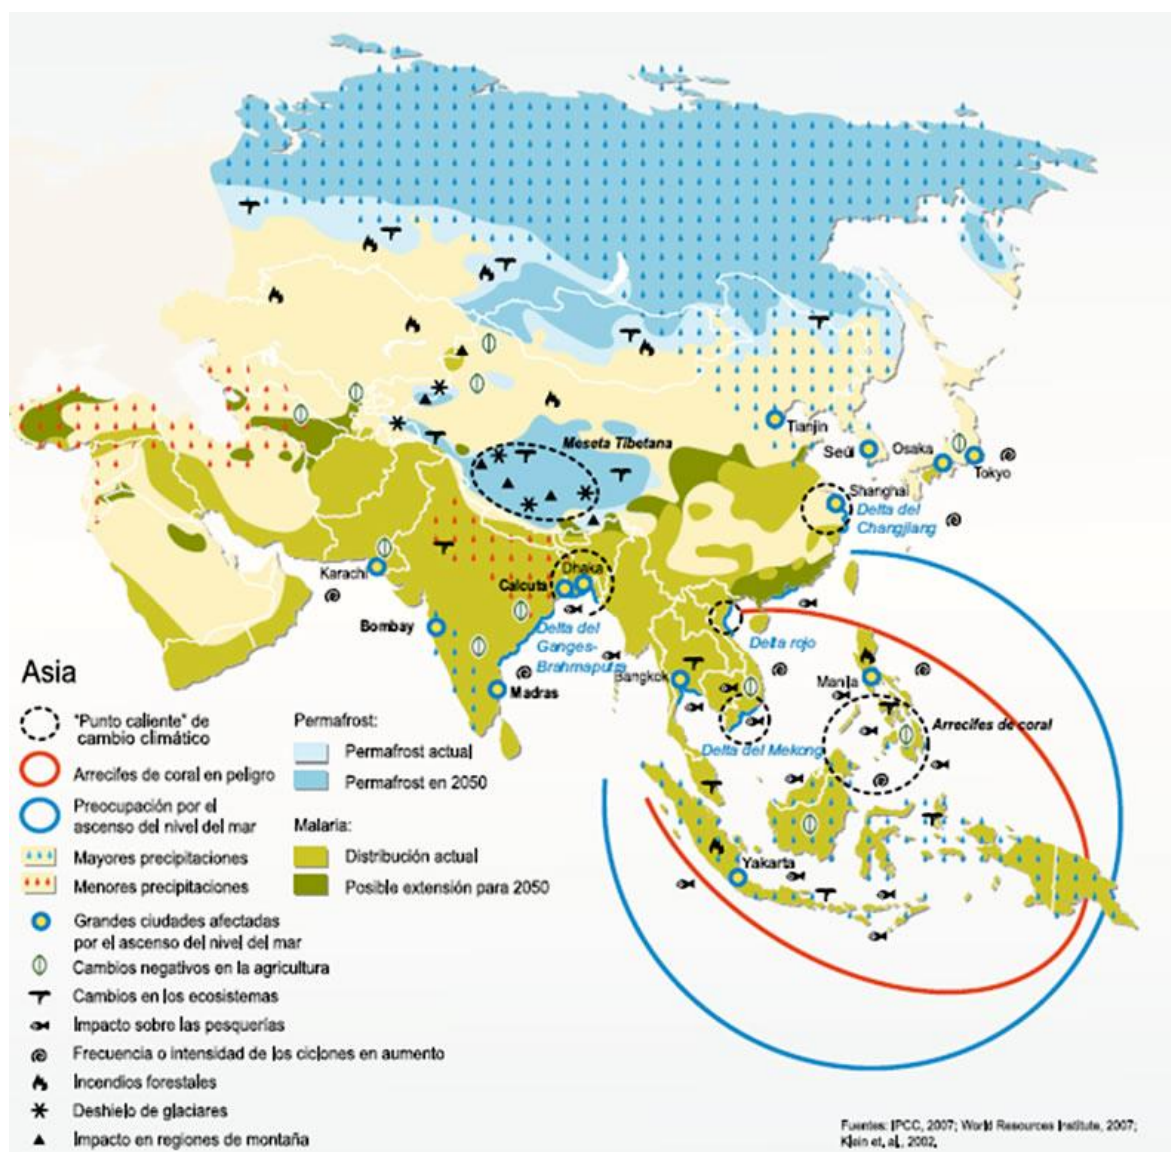 Meseta Tibetana
Tianjin
Seúl
Osaka
Tokyo
Shanghai
Delta del
Changjiang
Karachi
Dhaka
Calcuta
Bombay
Delta del
Ganges-
Brahmaputra
Madras
Bangkok
Delta rojo
Manila
Delta del Mekong
Arrecifes de coral
Yakarta
Asia
"Punto caliente" de
cambio climático
Arrecifes de coral en peligro
Preocupación por el
ascenso del nivel del mar
Mayores precipitaciones
Menores precipitaciones
Grandes ciudades afectadas
por el ascenso del nivel del mar
Cambios negativos en la agricultura
Cambios en los ecosistemas
Impacto sobre las pesquerías
Frecuencia o intensidad de los ciclones en aumento
Incendios forestales
Deshielo de glaciares
Impacto en regiones de montaña
Permafrost:
Permafrost actual
Permafrost en 2050
Malaria:
Distribución actual
Posible extensión para 2050
Fuentes: IPCC, 2007; World Resources Institute, 2007;
Klein et, al., 2002,